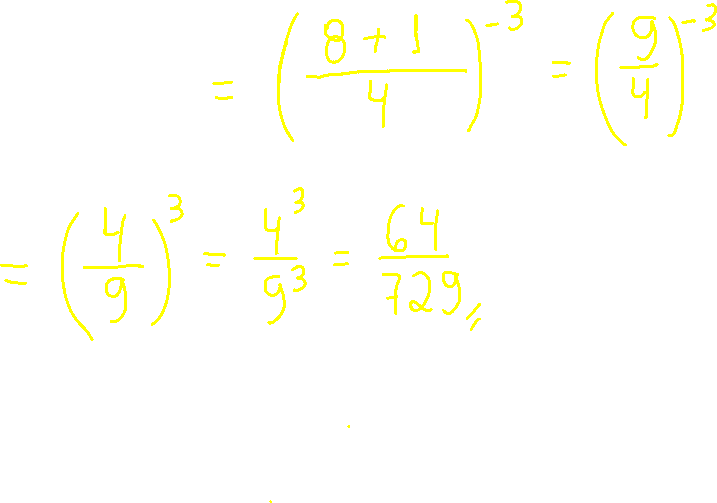 = ( (8 + 1) / 4 )^-3 = ( 9 / 4 )^-3
= ( 4 / 9 )^3 = 4^3 / 9^3 = 64 / 729 //